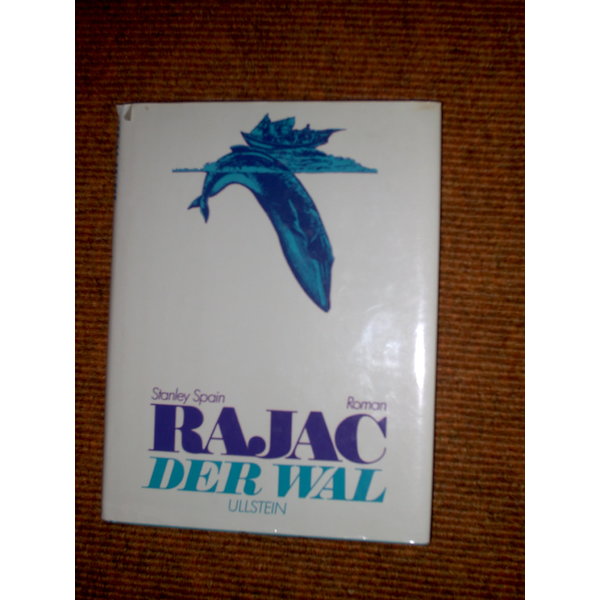 Stanley Spain Roman
RAJAC
DER WAL
ULLSTEIN